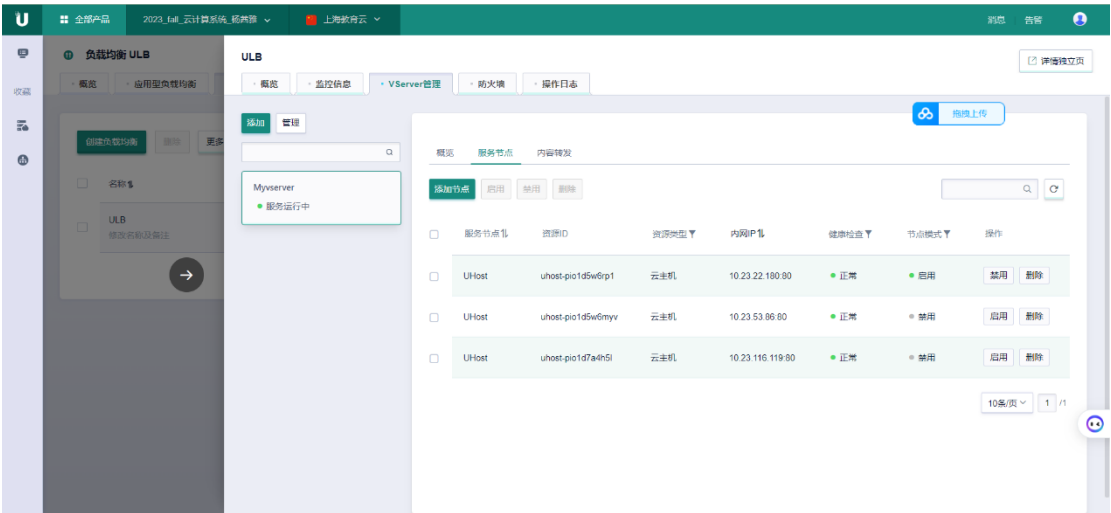 全部产品 2023_fall_云计算系统_杨茜雅 上海教育云 消息 告警
负载均衡 ULB
概览 应用型负载均衡
收藏
创建负载均衡 删除 更多
名称
ULB
修改名称及备注
ULB
详情独立页
概览 监控信息 VServer管理 防火墙 操作日志
添加 管理
拖拽上传
Myvserver
服务运行中
概览 服务节点 内容转发
添加节点 启用 禁用 删除
服务节点 资源ID 资源类型 内网IP 健康检查 节点模式 操作
UHost uhost-pio1d5w6rp1 云主机 10.23.22.180:80 正常 启用 禁用 删除
UHost uhost-pio1d5w6myv 云主机 10.23.53.86:80 正常 禁用 启用 删除
UHost uhost-pio1d7a4h5l 云主机 10.23.116.119:80 正常 禁用 启用 删除
10条/页 1 /1